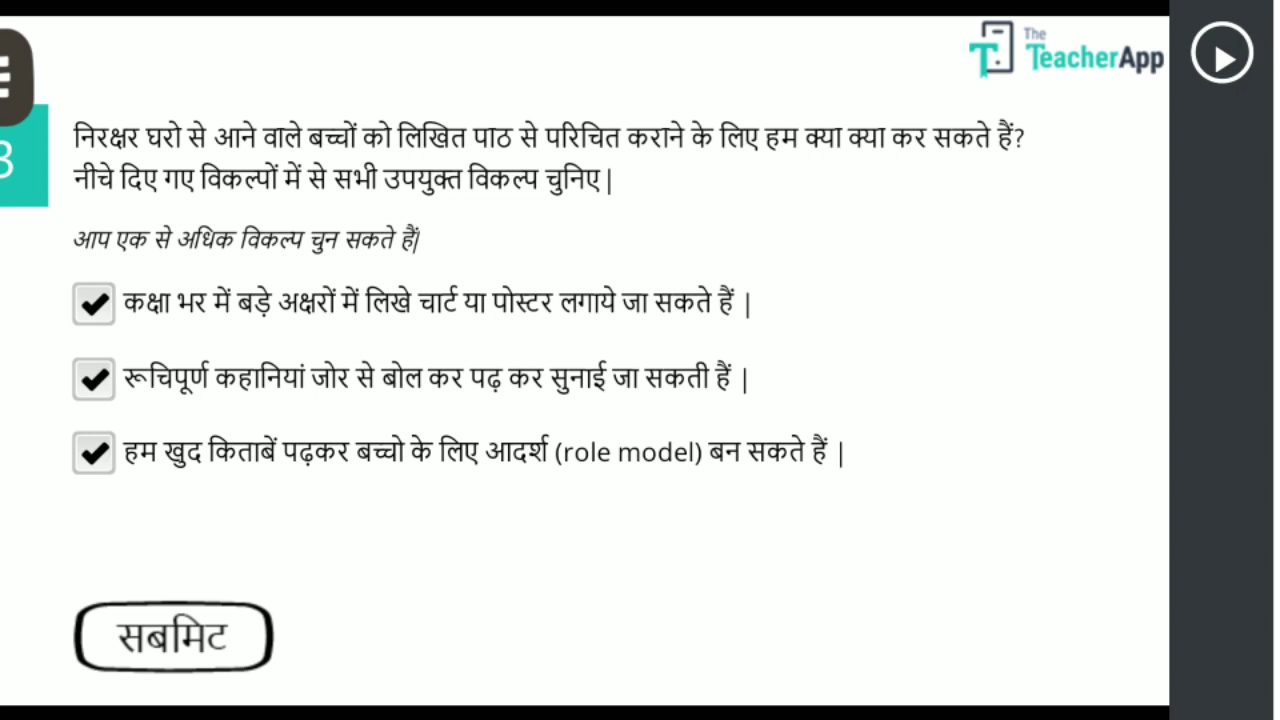 The
TeacherApp
3
निरक्षर घरो से आने वाले बच्चों को लिखित पाठ से परिचित कराने के लिए हम क्या क्या कर सकते हैं?
नीचे दिए गए विकल्पों में से सभी उपयुक्त विकल्प चुनिए|
आप एक से अधिक विकल्प चुन सकते हैं|
कक्षा भर में बड़े अक्षरों में लिखे चार्ट या पोस्टर लगाये जा सकते हैं |
रूचिपूर्ण कहानियां जोर से बोल कर पढ़ कर सुनाई जा सकती हैं |
हम खुद किताबें पढ़कर बच्चो के लिए आदर्श (role model) बन सकते हैं |
सबमिट